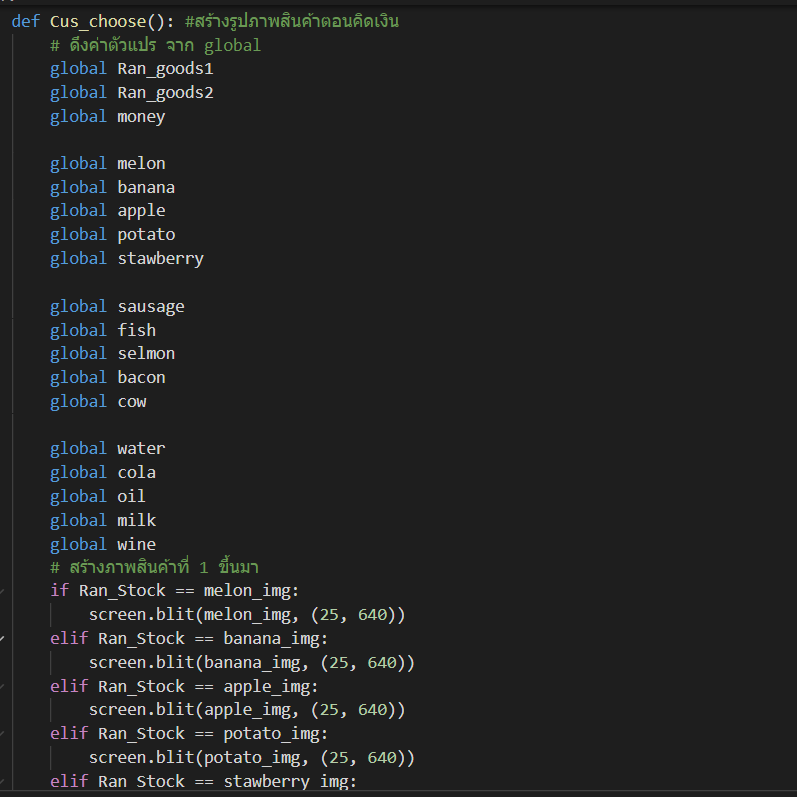 def Cus_choose(): #สร้างรูปภาพสินค้าตอนคิดเงิน
# ดึงค่าตัวแปร จาก global
global Ran_goods1
global Ran_goods2
global money
global melon
global banana
global apple
global potato
global stawberry
global sausage
global fish
global selmon
global bacon
global cow
global water
global cola
global oil
global milk
global wine
# สร้างภาพสินค้าที่ 1 ขึ้นมา
if Ran_Stock == melon_img:
screen.blit(melon_img, (25, 640))
elif Ran_Stock == banana_img:
screen.blit(banana_img, (25, 640))
elif Ran_Stock == apple_img:
screen.blit(apple_img, (25, 640))
elif Ran_Stock == potato_img:
screen.blit(potato_img, (25, 640))
elif Ran_Stock == stawberry_img: